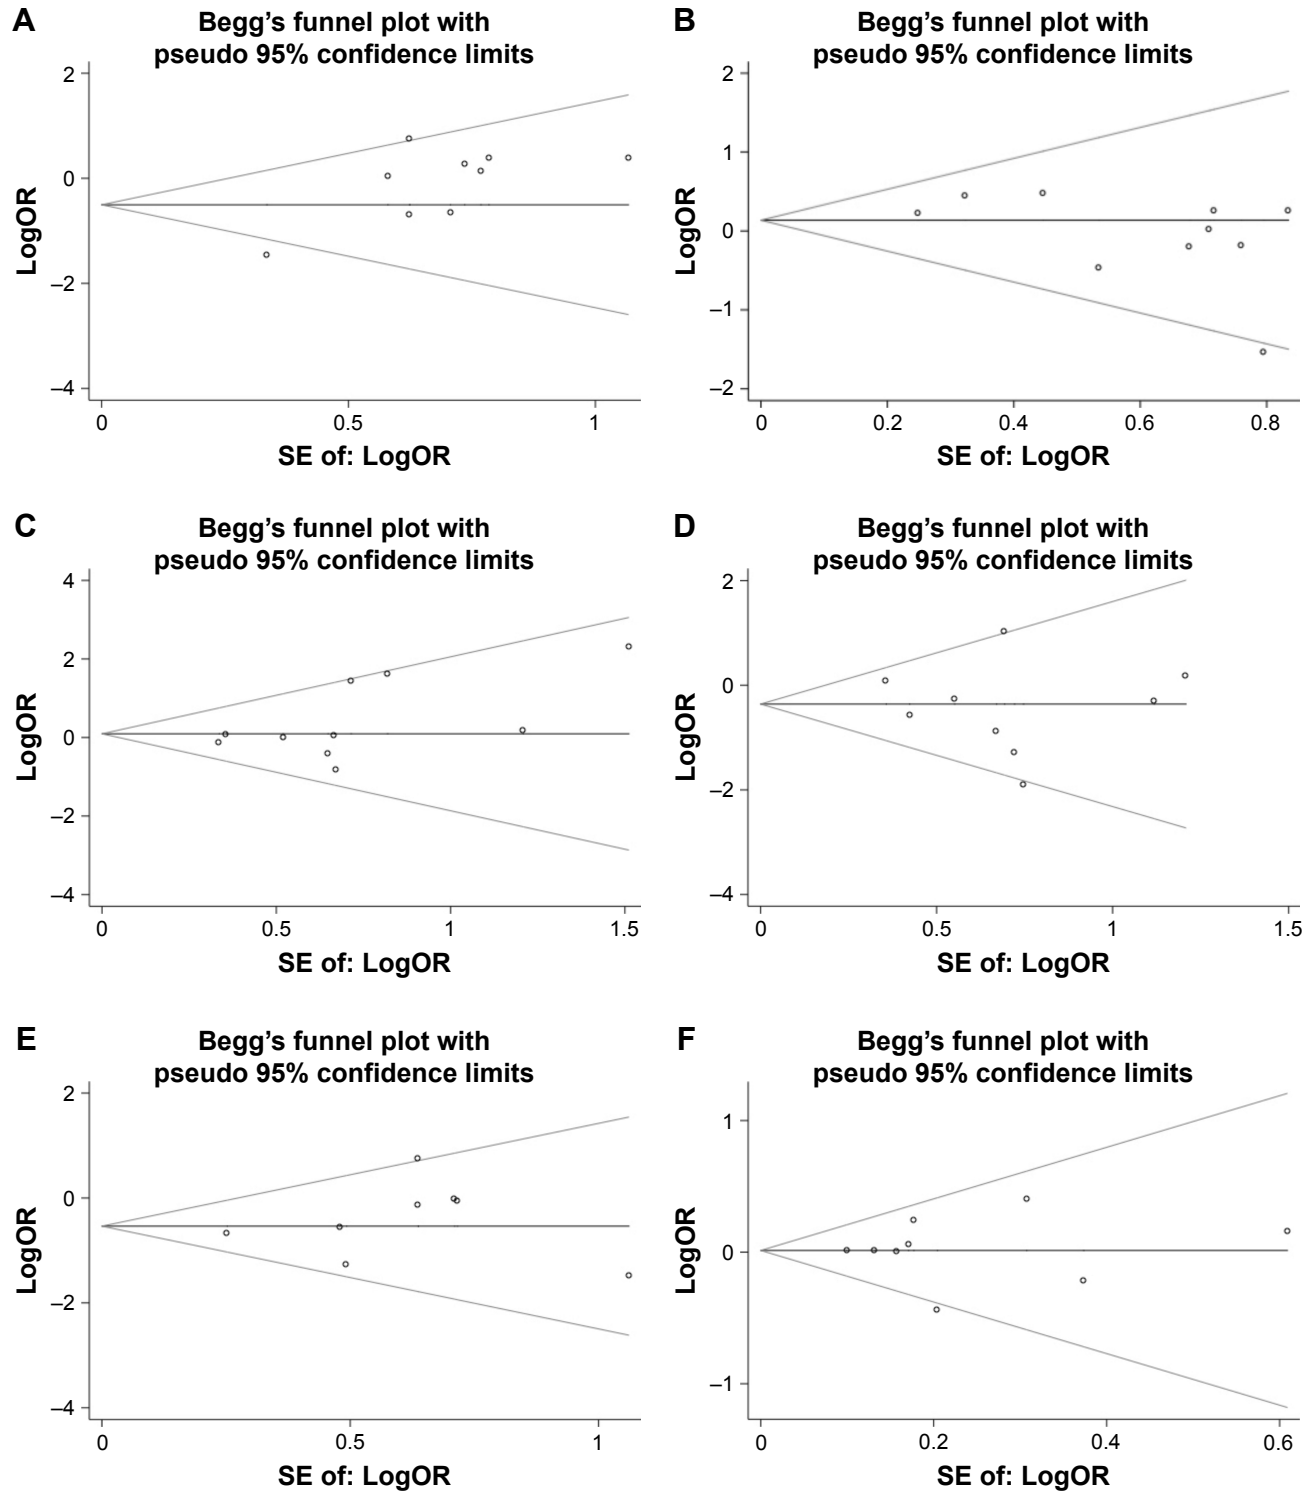 A
Begg’s funnel plot with
pseudo 95% confidence limits
LogOR
2
0
–2
–4
0
0.5
1
SE of: LogOR
B
Begg’s funnel plot with
pseudo 95% confidence limits
LogOR
2
1
0
–1
–2
0
0.2
0.4
0.6
0.8
SE of: LogOR
C
Begg’s funnel plot with
pseudo 95% confidence limits
LogOR
4
2
0
–2
–4
0
0.5
1
1.5
SE of: LogOR
D
Begg’s funnel plot with
pseudo 95% confidence limits
LogOR
2
0
–2
–4
0
0.5
1
1.5
SE of: LogOR
E
Begg’s funnel plot with
pseudo 95% confidence limits
LogOR
2
0
–2
–4
0
0.5
1
SE of: LogOR
F
Begg’s funnel plot with
pseudo 95% confidence limits
LogOR
1
0
–1
0
0.2
0.4
0.6
SE of: LogOR